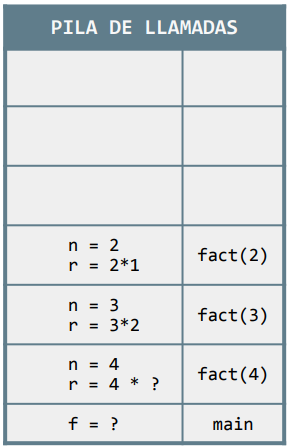 PILA DE LLAMADAS
n = 2
r = 2*1
fact(2)
n = 3
r = 3*2
fact(3)
n = 4
r = 4 * ?
fact(4)
f = ?
main